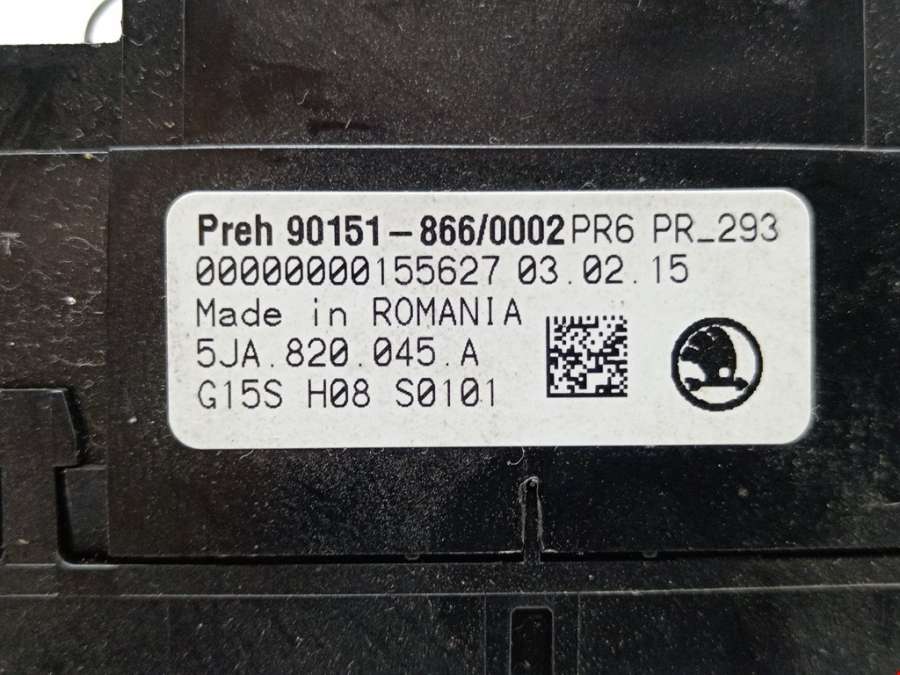 Preh 90151-866/0002 PR6 PR_293
00000000155627 03.02.15
Made in ROMANIA
5JA.820.045.A
G15S H08 S0101